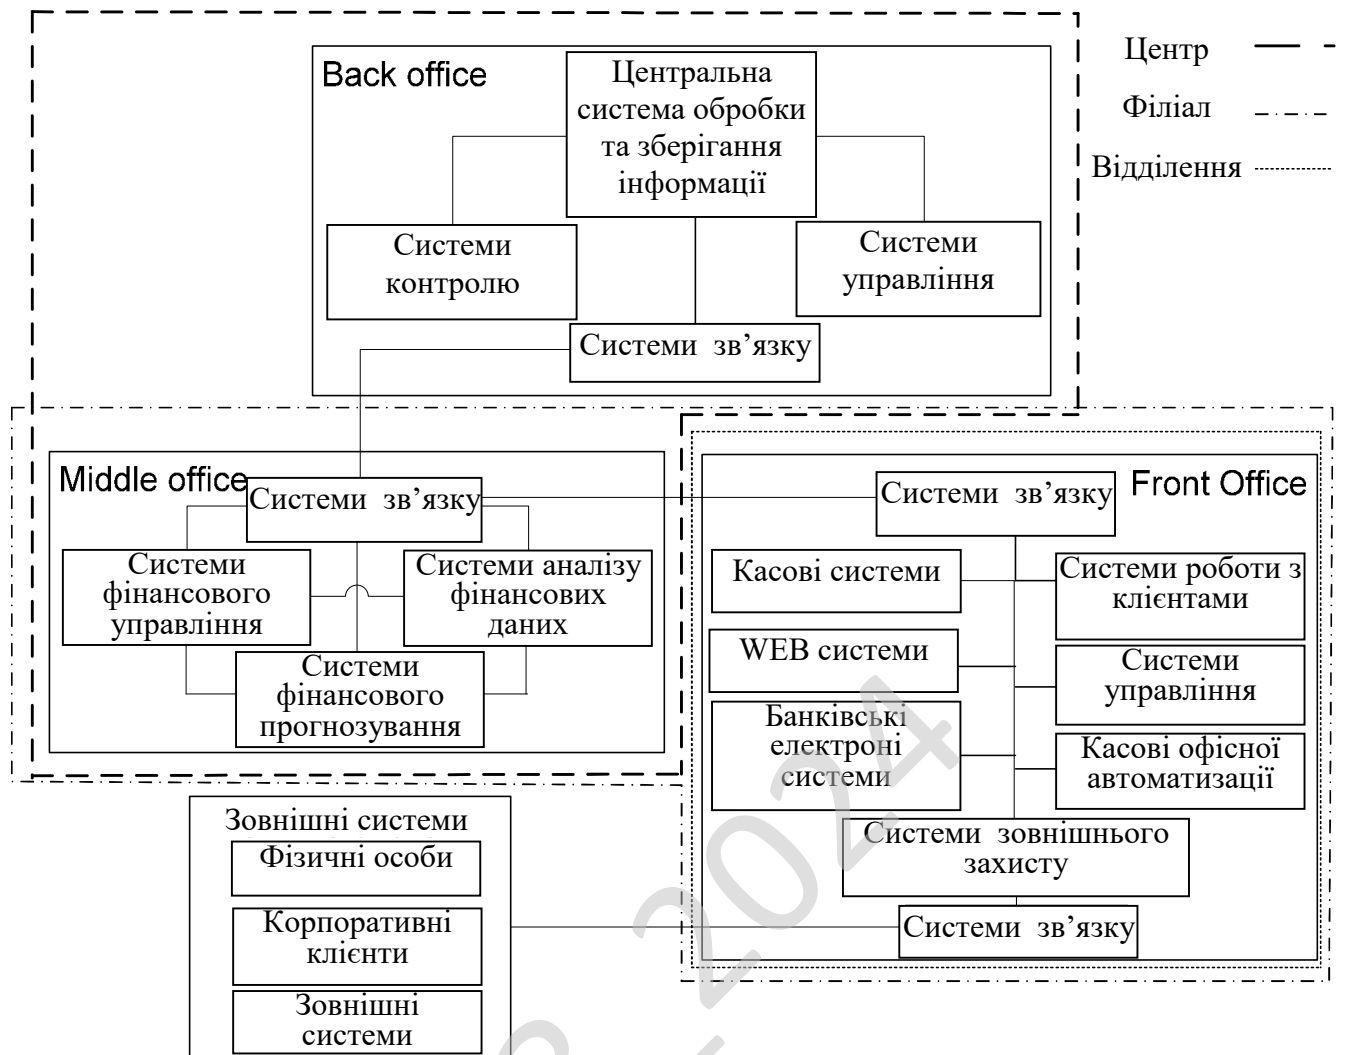 Back office
Центральна
система обробки
та зберігання
інформації
Центр
Філіал
Відділення
Системи
контролю
Системи
управління
Системи зв’язку
Middle office
Системи зв’язку
Системи
фінансового
управління
Системи аналізу
фінансових
даних
Системи
фінансового
прогнозування
Системи зв’язку
Front Office
Касові системи
Системи роботи з
клієнтами
WEB системи
Системи
управління
Банківські
електроні
системи
Касові офісної
автоматизації
Системи зовнішнього
захисту
Системи зв’язку
Зовнішні системи
Фізичні особи
Корпоративні
клієнти
Зовнішні
системи
2024